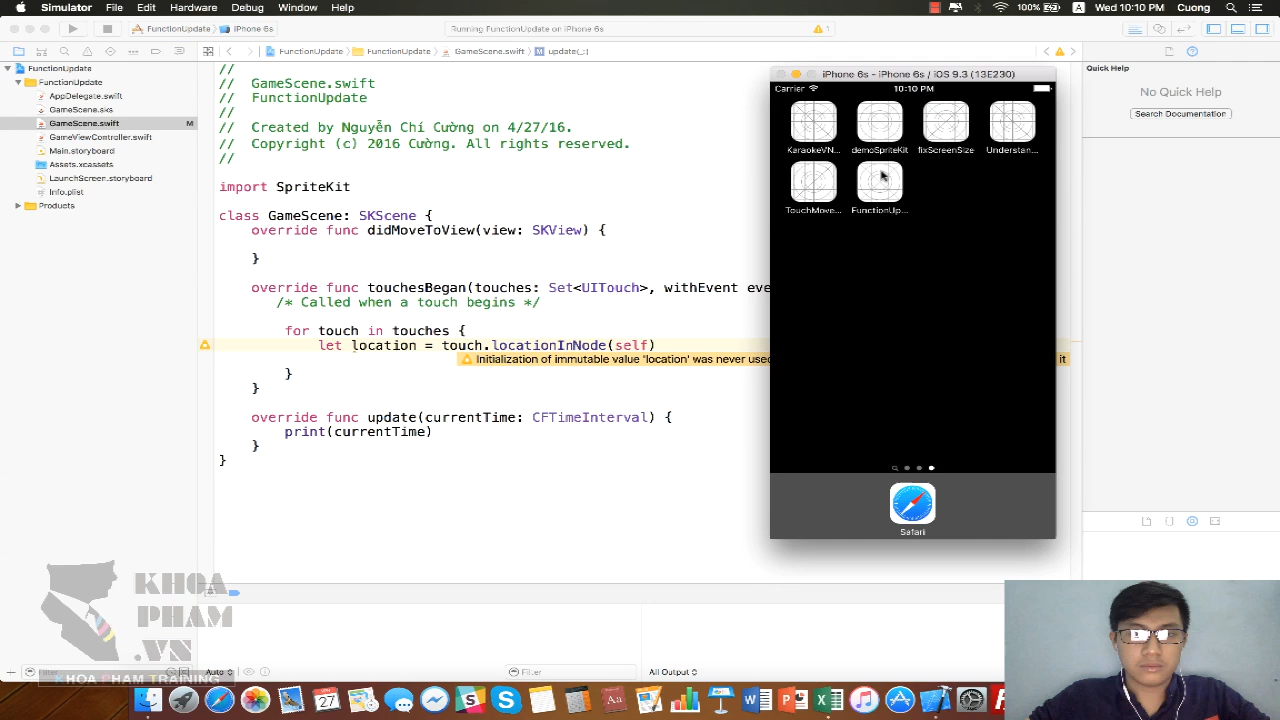 Simulator File Edit Hardware Debug Window Help
100% A Wed 10:10 PM Cuong
FunctionUpdate iPhone 6s
Running FunctionUpdate on iPhone 6s
1
FunctionUpdate FunctionUpdate GameScene.swift M update(_:)
FunctionUpdate
FunctionUpdate
AppDelegate.swift
GameScene.sks
GameScene.swift M
GameViewController.swift
Main.storyboard
Assets.xcassets
LaunchScreen.storyboard
Info.plist
Products
//
// GameScene.swift
// FunctionUpdate
//
// Created by Nguyễn Chí Cường on 4/27/16.
// Copyright (c) 2016 Cường. All rights reserved.
//
import SpriteKit
class GameScene: SKScene {
override func didMoveToView(view: SKView) {
}
override func touchesBegan(touches: Set<UITouch>, withEvent eve
/* Called when a touch begins */
for touch in touches {
let location = touch.locationInNode(self)
Initialization of immutable value 'location' was never used
it
}
}
override func update(currentTime: CFTimeInterval) {
print(currentTime)
}
}
iPhone 6s - iPhone 6s / iOS 9.3 (13E230)
Carrier 10:10 PM
KaraokeVN... demoSpriteKit fixScreenSize Understan...
TouchMove... FunctionUp...
Safari
Quick Help
No Quick Help
Search Documentation
KHOA
PHAM
.VN
KHOA PHAM TRAINING
Filter
Auto
Filter
All Output